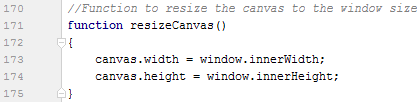 170 //Function to resize the canvas to the window size
171 function resizeCanvas()
172 {
173     canvas.width = window.innerWidth;
174     canvas.height = window.innerHeight;
175 }